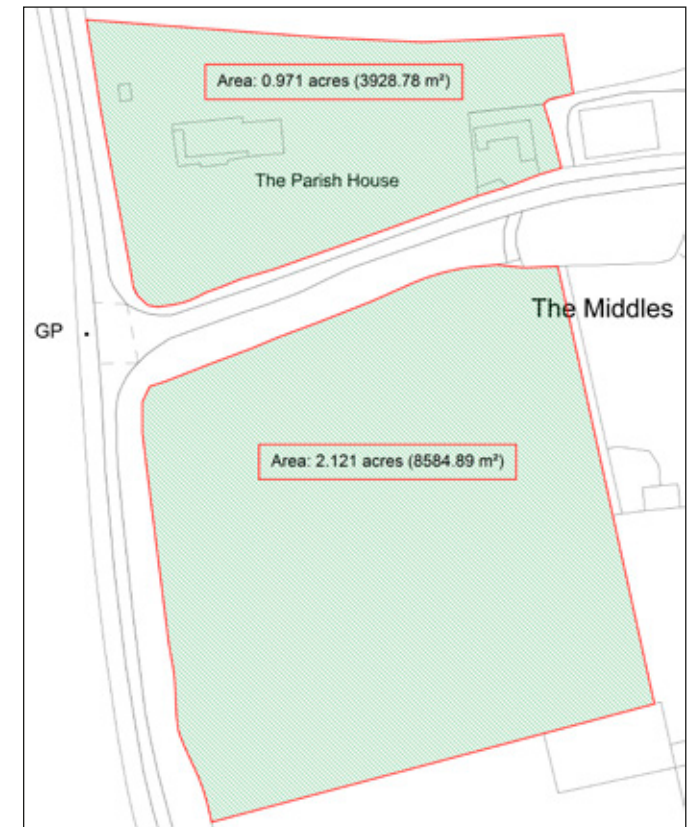 Area: 0.971 acres (3928.78 m²)
The Parish House
The Middles
GP
Area: 2.121 acres (8584.89 m²)